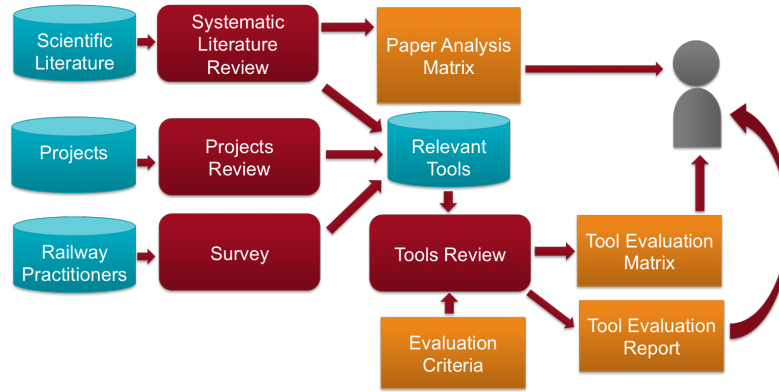 Scientific
Literature
Systematic
Literature
Review
Paper Analysis
Matrix
Projects
Projects
Review
Relevant
Tools
Railway
Practitioners
Survey
Tools Review
Tool Evaluation
Matrix
Evaluation
Criteria
Tool Evaluation
Report